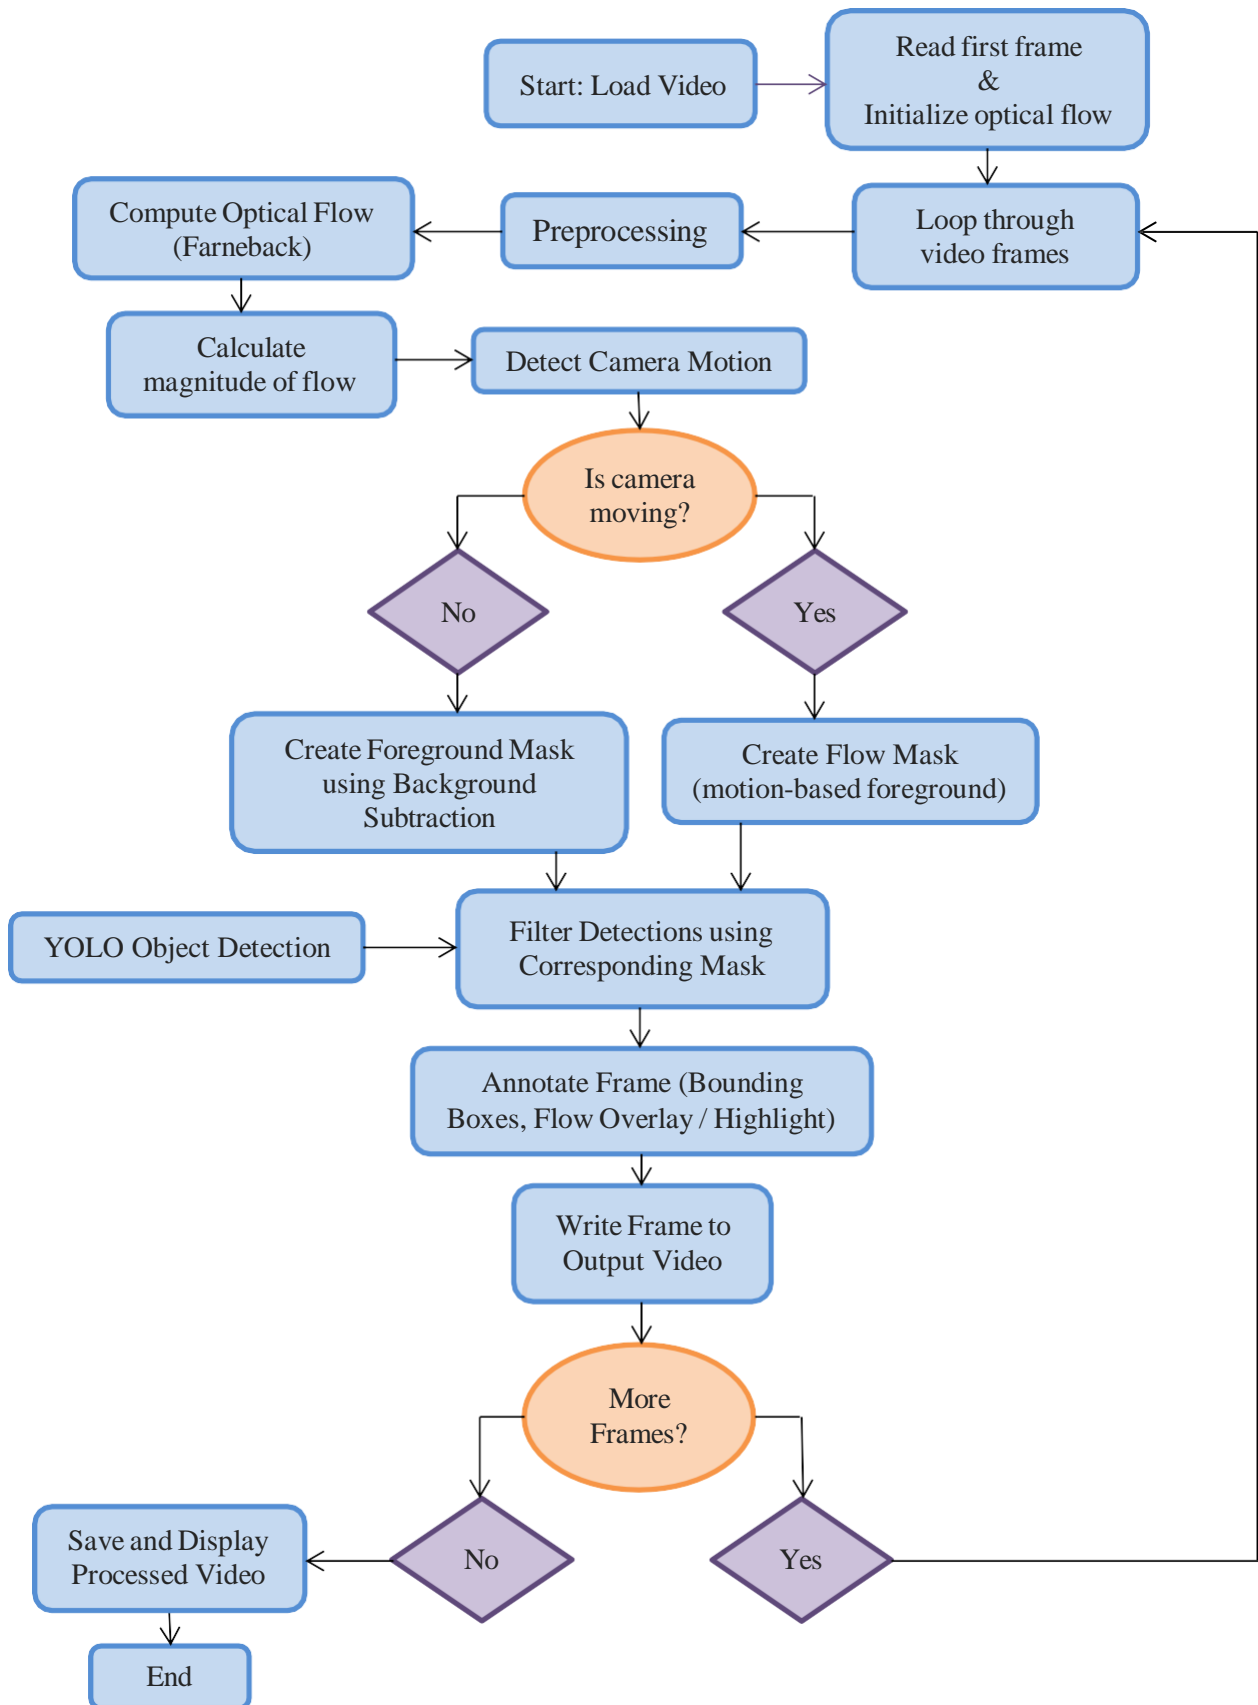 Start: Load Video
Read first frame
&
Initialize optical flow
Compute Optical Flow
(Farneback)
Preprocessing
Loop through
video frames
Calculate
magnitude of flow
Detect Camera Motion
Is camera
moving?
No
Yes
Create Foreground Mask
using Background
Subtraction
Create Flow Mask
(motion-based foreground)
YOLO Object Detection
Filter Detections using
Corresponding Mask
Annotate Frame (Bounding
Boxes, Flow Overlay / Highlight)
Write Frame to
Output Video
More
Frames?
Save and Display
Processed Video
No
Yes
End